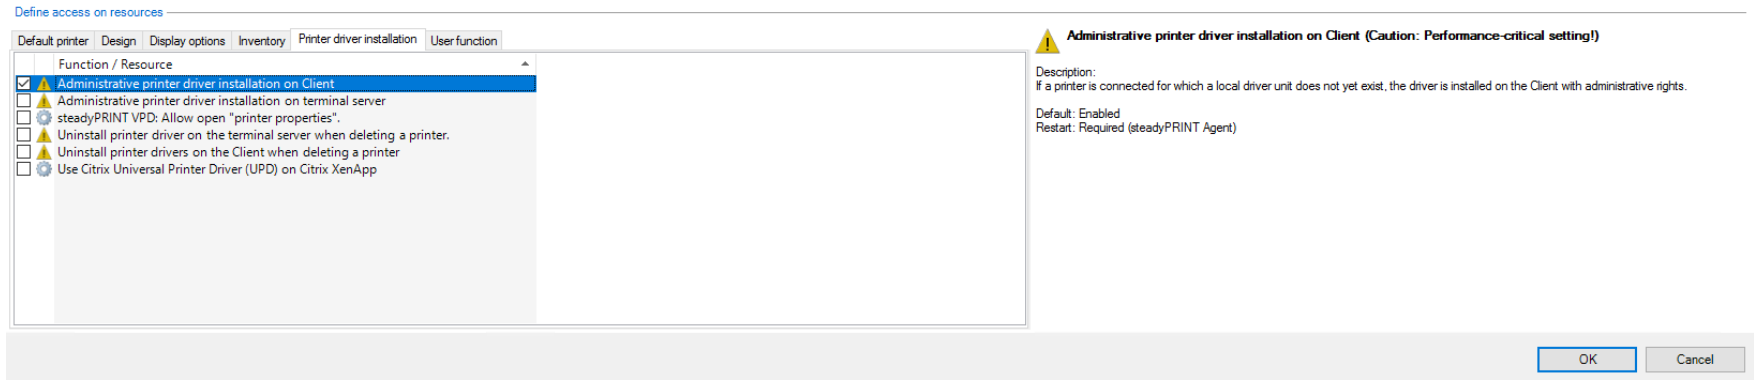 Define access on resources
Default printer
Design
Display options
Inventory
Printer driver installation
User function
Function / Resource
Administrative printer driver installation on Client
Administrative printer driver installation on terminal server
steadyPRINT VPD: Allow open "printer properties".
Uninstall printer driver on the terminal server when deleting a printer.
Uninstall printer drivers on the Client when deleting a printer
Use Citrix Universal Printer Driver (UPD) on Citrix XenApp
Administrative printer driver installation on Client (Caution: Performance-critical setting!)
Description:
If a printer is connected for which a local driver unit does not yet exist, the driver is installed on the Client with administrative rights.
Default: Enabled
Restart: Required (steadyPRINT Agent)
OK
Cancel